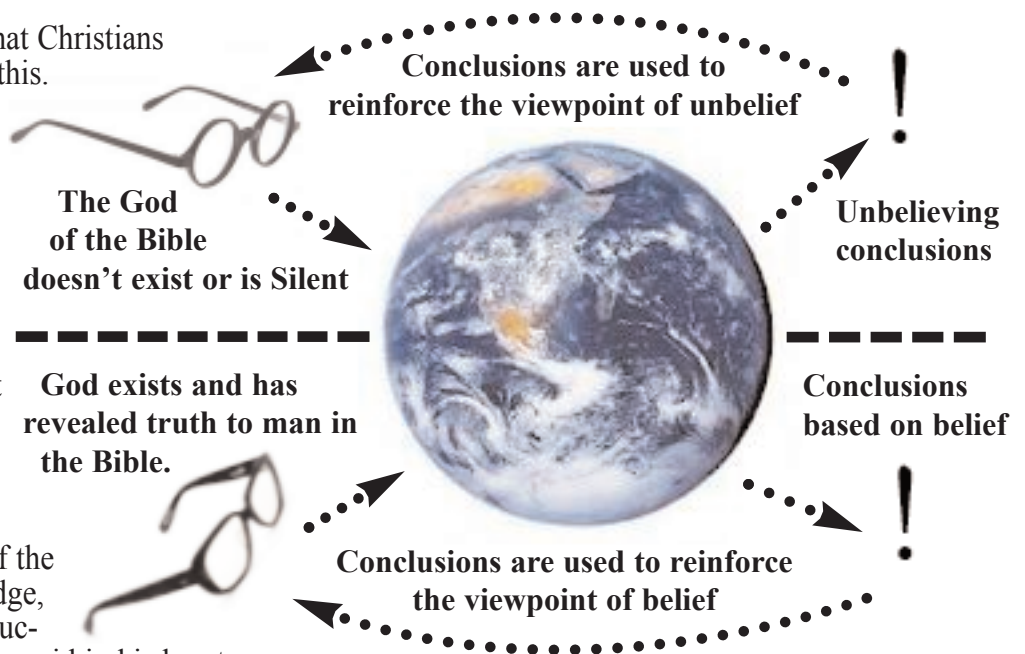 hat Christians
this.
Conclusions are used to
reinforce the viewpoint of unbelief
The God
of the Bible
doesn't exist or is Silent
Unbelieving
conclusions
God exists and has
revealed truth to man in
the Bible.
Conclusions
based on belief
f the
dge,
uc-
Conclusions are used to reinforce
the viewpoint of belief